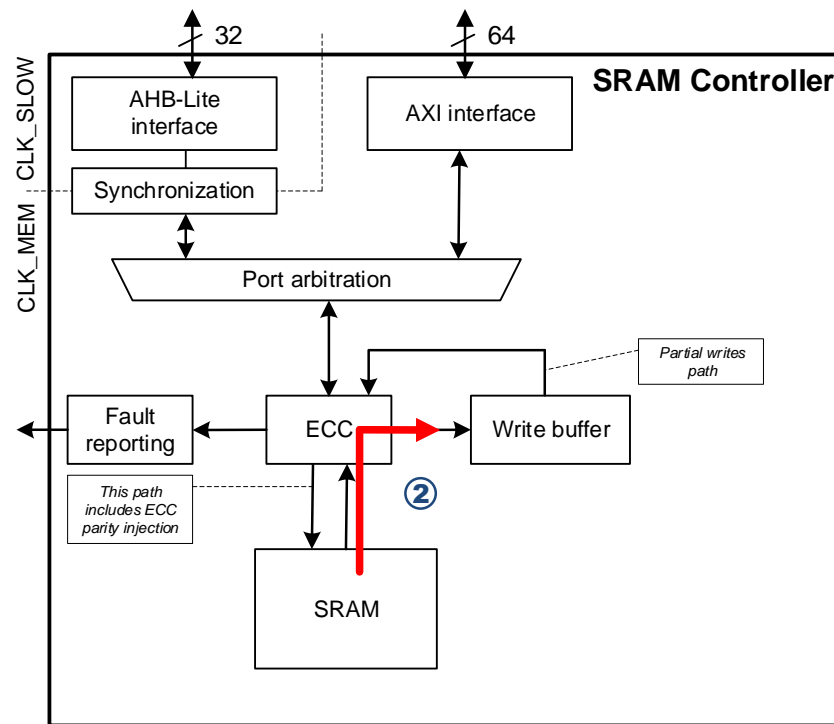 32
64
SRAM Controller
CLK_SLOW
AHB-Lite
interface
AXI interface
Synchronization
CLK_MEM
Port arbitration
Partial writes
path
Fault
reporting
ECC
Write buffer
This path
includes ECC
parity injection
②
SRAM